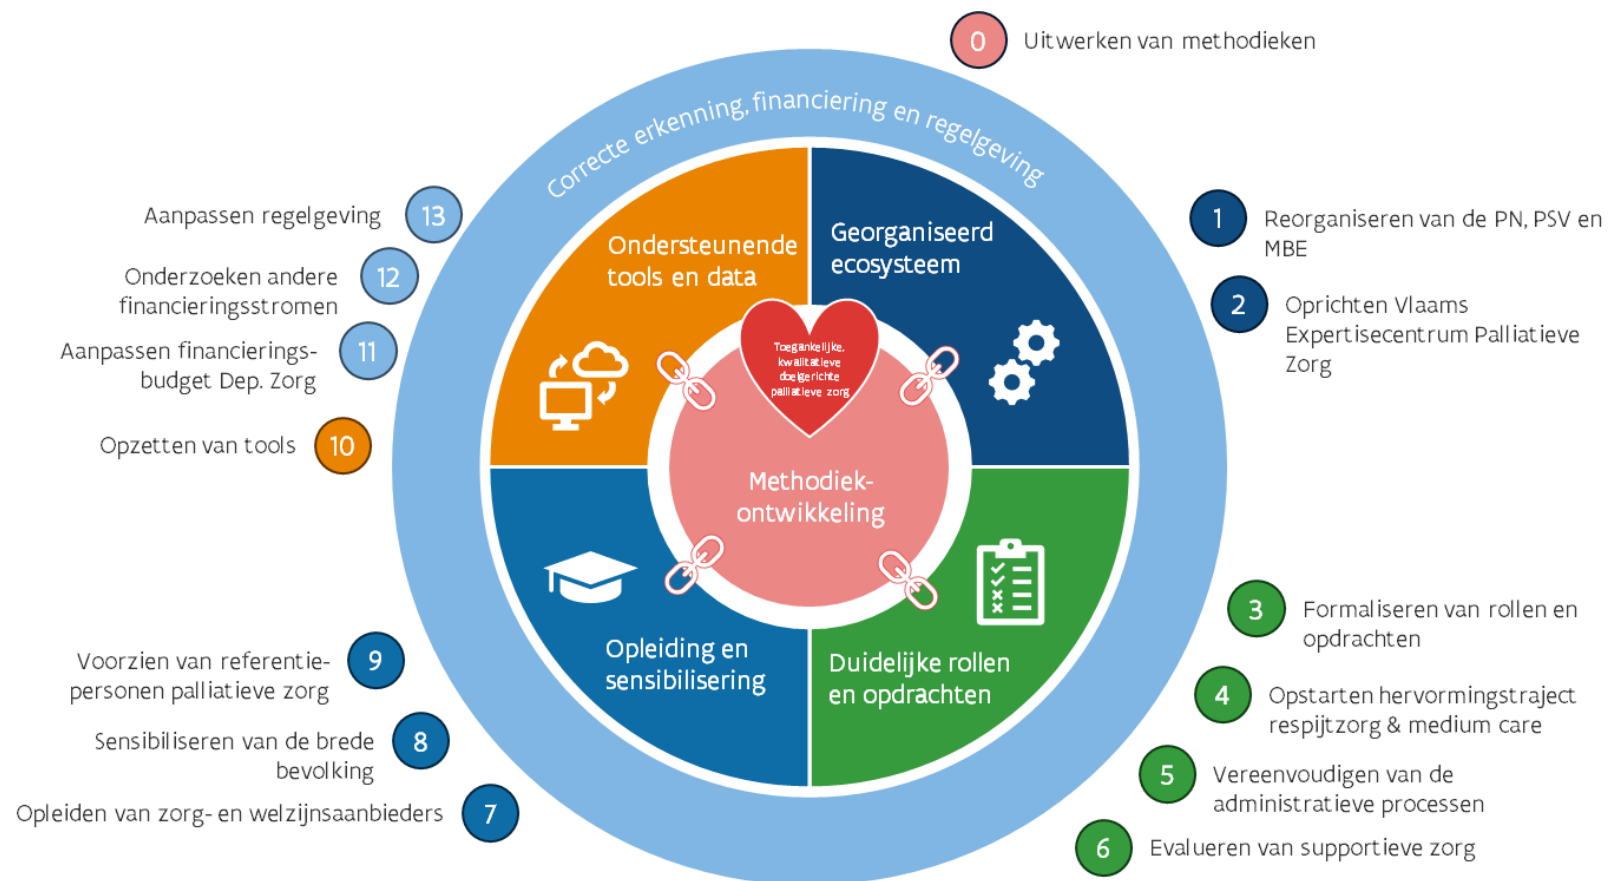 0
Uitwerken van methodieken
Correcte erkenning, financiering en regelgeving
1
Reorganiseren van de PN, PSV en
MBE
2
Oprichten Vlaams
Expertisecentrum Palliatieve
Zorg
3
Formaliseren van rollen en
opdrachten
4
Opstarten hervormingstraject
respijtzorg & medium care
5
Vereenvoudigen van de
administratieve processen
6
Evalueren van supportieve zorg
7
Opleiden van zorg- en welzijnsaanbieders
8
Sensibiliseren van de brede
bevolking
9
Voorzien van referentie-
personen palliatieve zorg
10
Opzetten van tools
11
Aanpassen financierings-
budget Dep. Zorg
12
Onderzoeken andere
financieringsstromen
13
Aanpassen regelgeving
Ondersteunende
tools en data
Georganiseerd
ecosysteem
Toegankelijke,
kwalitatieve
doelgerichte
palliatieve zorg
Methodiek-
ontwikkeling
Opleiding en
sensibilisering
Duidelijke rollen
en opdrachten